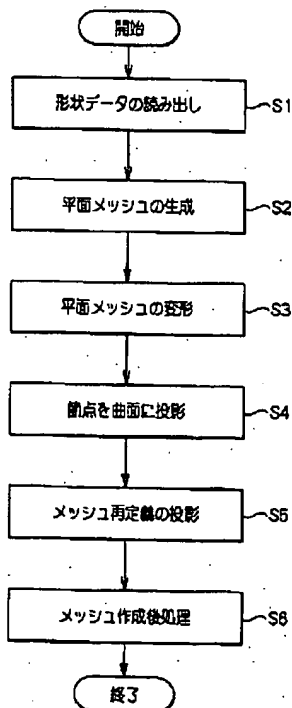 開始
形状データの読み出し S1
平面メッシュの生成 S2
平面メッシュの変形 S3
節点を曲面に投影 S4
メッシュ再定義の投影 S5
メッシュ作成後処理 S6
終了